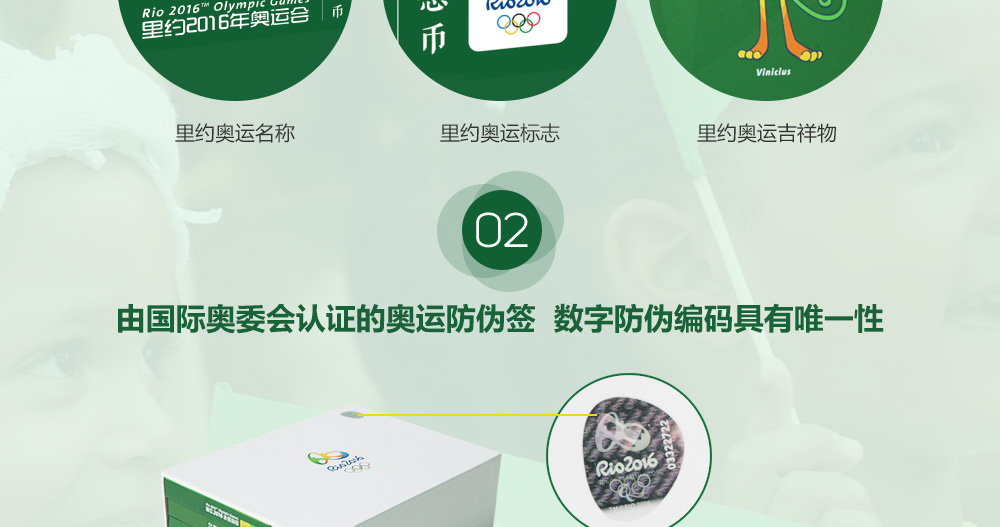 Rio 2016™ Olympic Games
里约2016年奥运会
币
币
Rio2016
Vinicius
里约奥运名称
里约奥运标志
里约奥运吉祥物
02
由国际奥委会认证的奥运防伪签 数字防伪编码具有唯一性
Rio2016
Rio2016
03322722